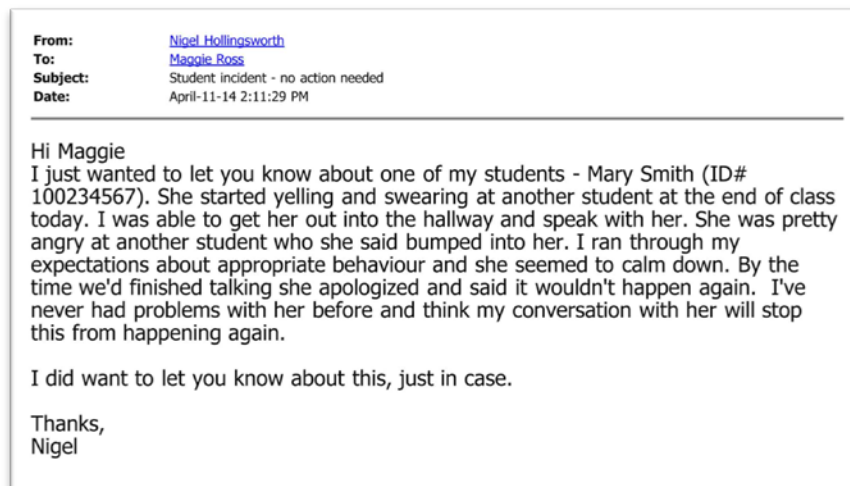 From: Nigel Hollingsworth
To: Maggie Ross
Subject: Student incident - no action needed
Date: April-11-14 2:11:29 PM
Hi Maggie
I just wanted to let you know about one of my students - Mary Smith (ID#
100234567). She started yelling and swearing at another student at the end of class
today. I was able to get her out into the hallway and speak with her. She was pretty
angry at another student who she said bumped into her. I ran through my
expectations about appropriate behaviour and she seemed to calm down. By the
time we'd finished talking she apologized and said it wouldn't happen again.  I've
never had problems with her before and think my conversation with her will stop
this from happening again.
I did want to let you know about this, just in case.
Thanks,
Nigel